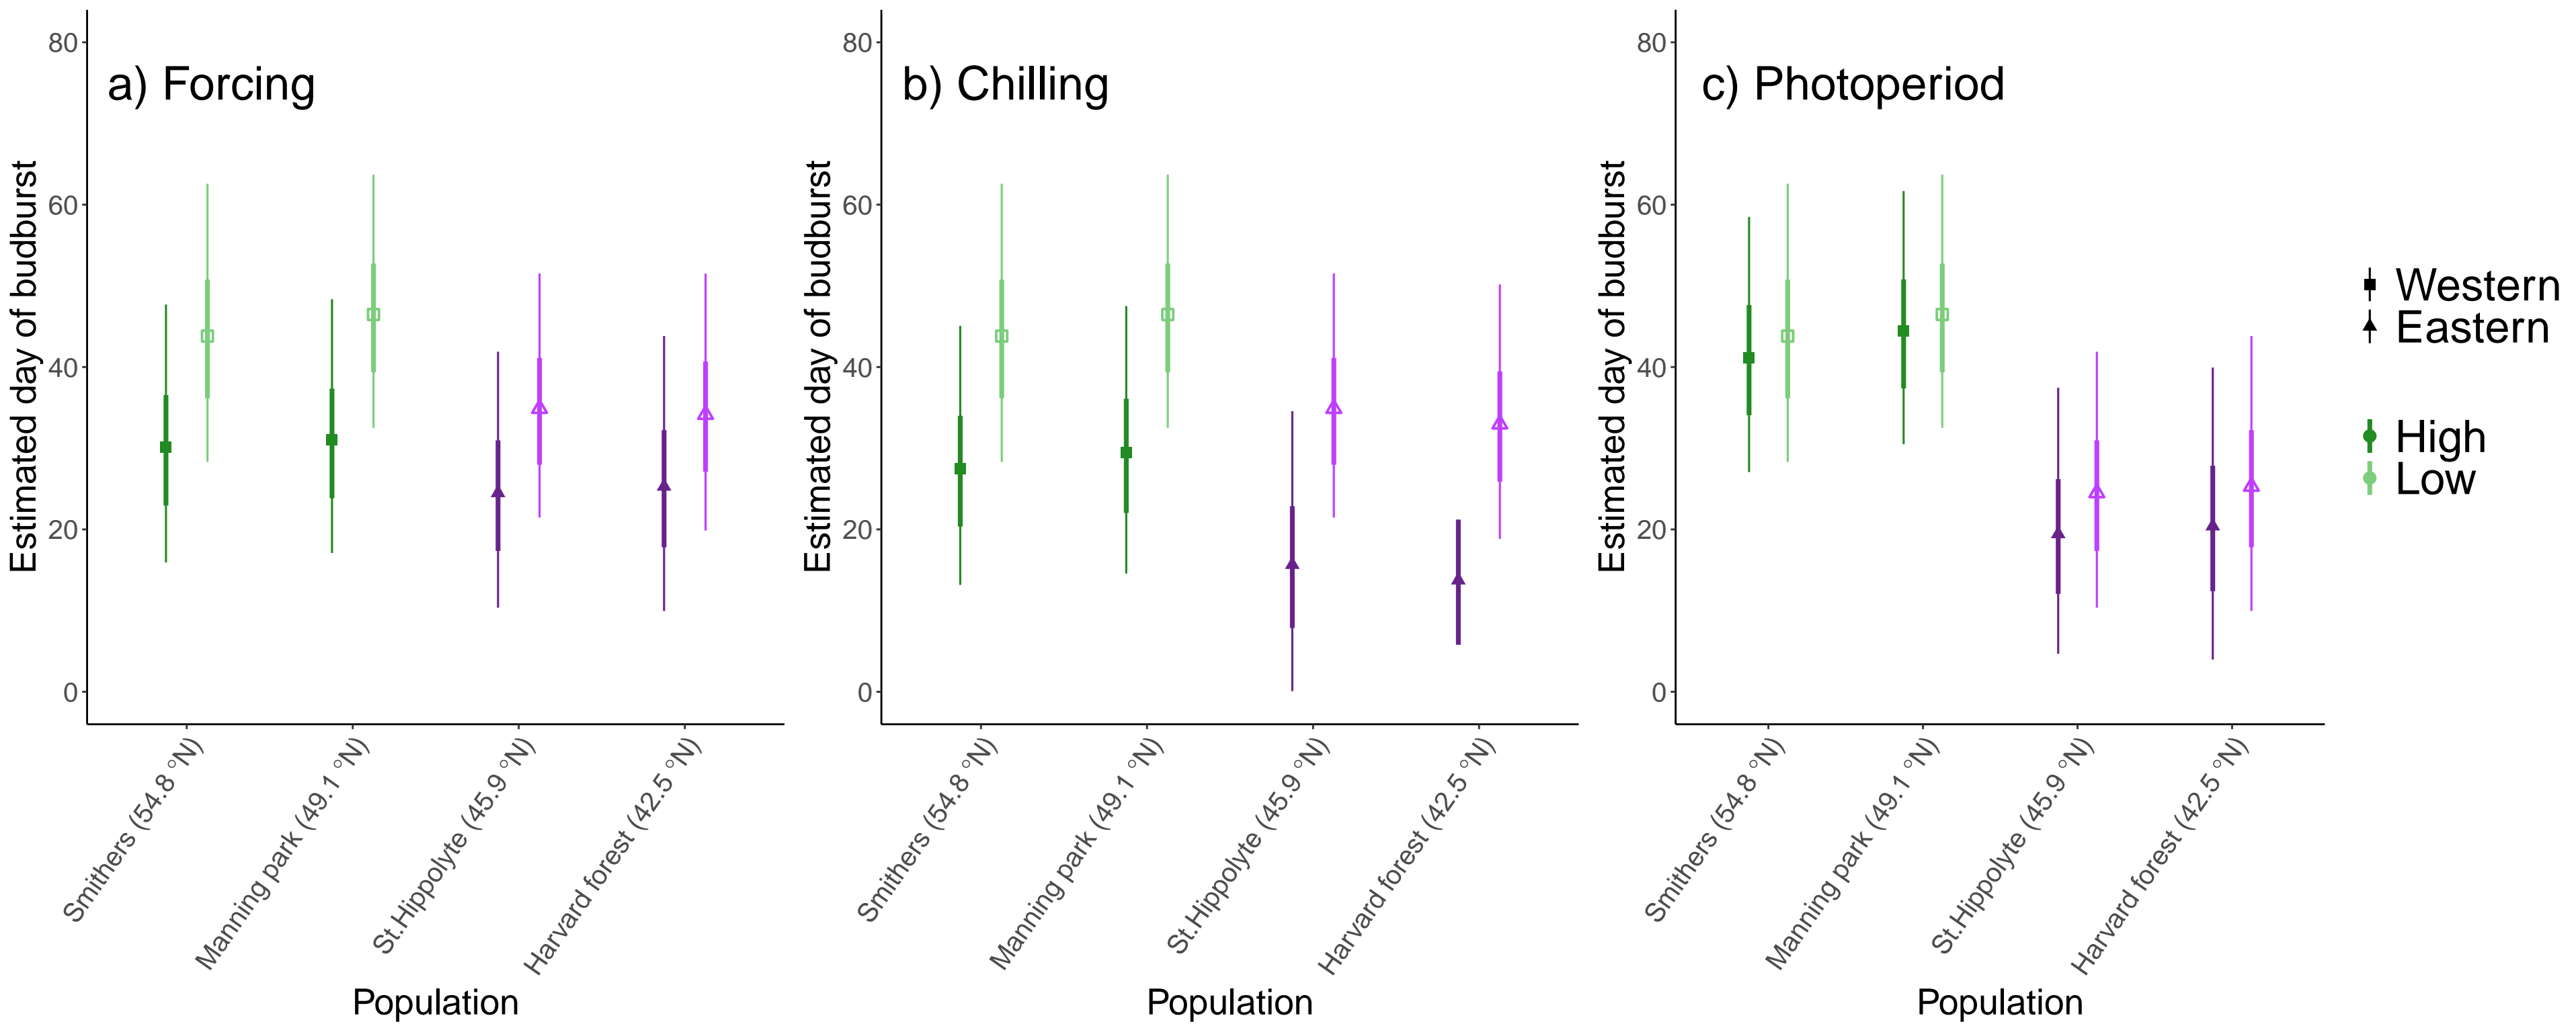 a) Forcing
Estimated day of budburst
80
60
40
20
0
Smithers (54.8 °N)
Manning park (49.1 °N)
St.Hippolyte (45.9 °N)
Harvard forest (42.5 °N)
Population
b) Chilling
Estimated day of budburst
80
60
40
20
0
Smithers (54.8 °N)
Manning park (49.1 °N)
St.Hippolyte (45.9 °N)
Harvard forest (42.5 °N)
Population
c) Photoperiod
Estimated day of budburst
80
60
40
20
0
Smithers (54.8 °N)
Manning park (49.1 °N)
St.Hippolyte (45.9 °N)
Harvard forest (42.5 °N)
Population
Western
Eastern
High
Low